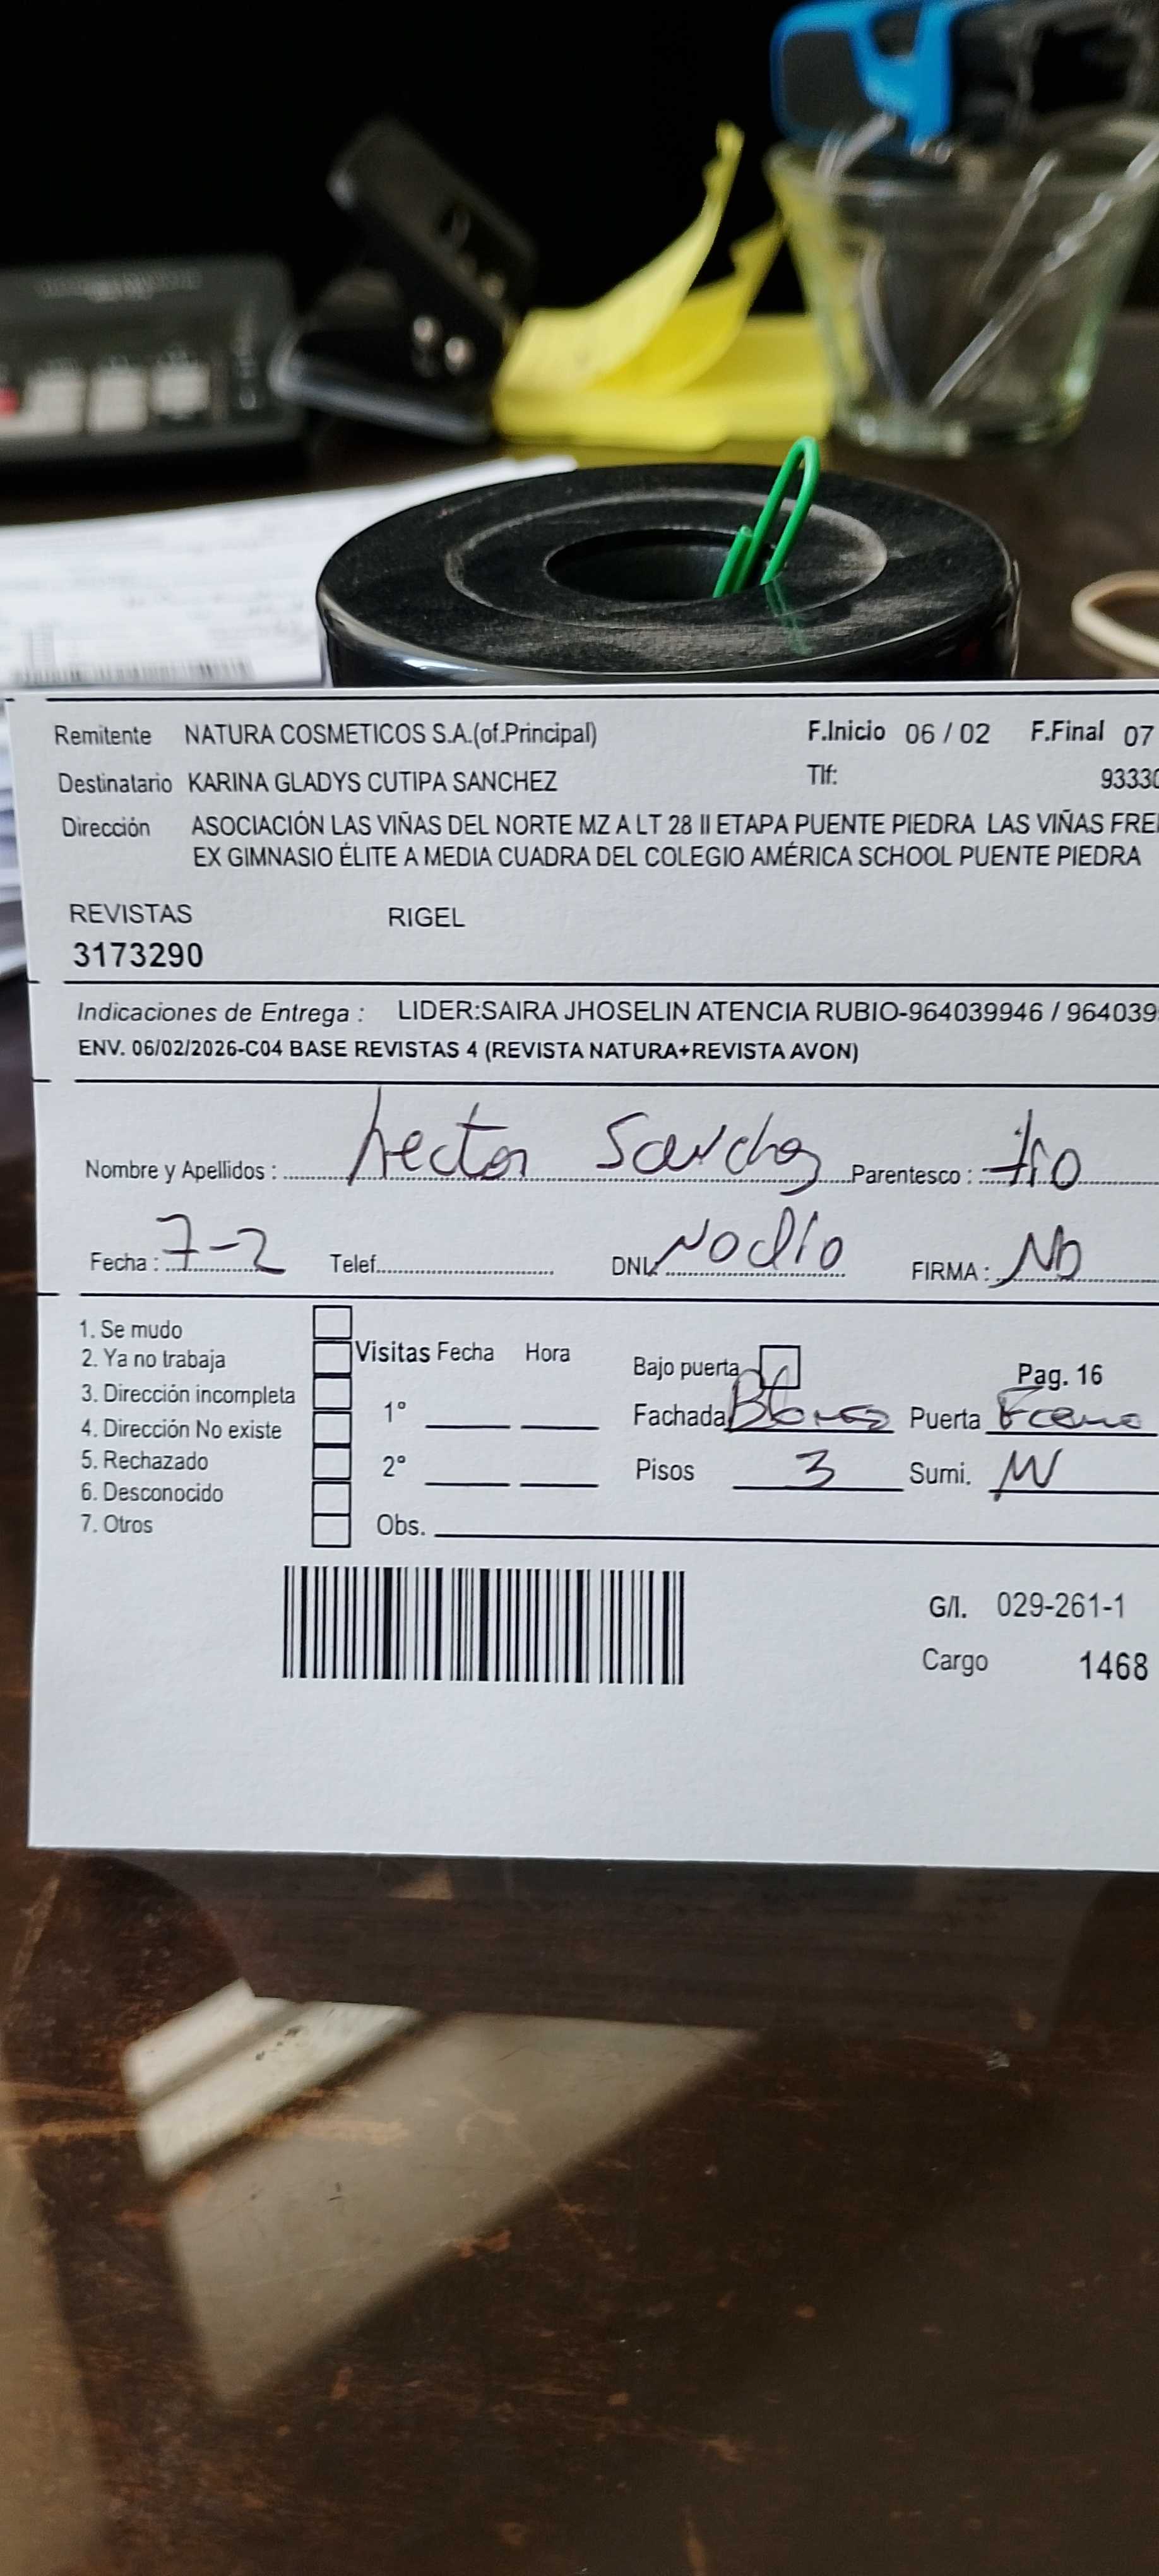 Remitente NATURA COSMETICOS S.A.(of.Principal) F.Inicio 06 / 02 F.Final 07
Destinatario KARINA GLADYS CUTIPA SANCHEZ Tlf: 93330
Dirección ASOCIACIÓN LAS VIÑAS DEL NORTE MZ A LT 28 II ETAPA PUENTE PIEDRA LAS VIÑAS FRE
EX GIMNASIO ÉLITE A MEDIA CUADRA DEL COLEGIO AMÉRICA SCHOOL PUENTE PIEDRA
REVISTAS RIGEL
3173290
Indicaciones de Entrega : LIDER:SAIRA JHOSELIN ATENCIA RUBIO-964039946 / 964039
ENV. 06/02/2026-C04 BASE REVISTAS 4 (REVISTA NATURA+REVISTA AVON)
Nombre y Apellidos : hector Sanchez Parentesco : tio
Fecha : 7-2 Telef. DNI. No dio FIRMA : No
1. Se mudo
2. Ya no trabaja Visitas Fecha Hora Bajo puerta Pag. 16
3. Dirección incompleta
4. Dirección No existe 1° Fachada Puerta
5. Rechazado 2° Pisos 3 Sumi.
6. Desconocido
7. Otros Obs.
G/I. 029-261-1
Cargo 1468